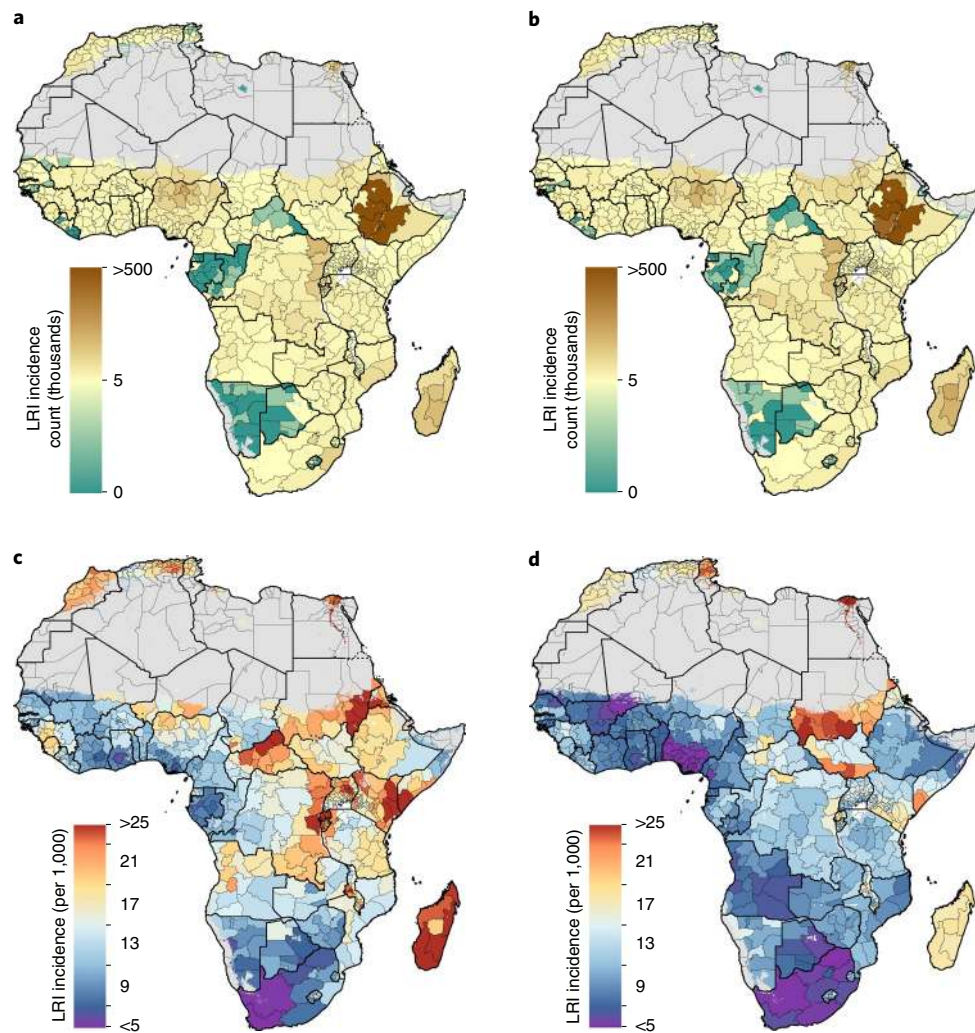 a
b
>500
5
0
LRI incidence
count (thousands)
>500
5
0
LRI incidence
count (thousands)
c
d
>25
21
17
13
9
<5
LRI incidence (per 1,000)
>25
21
17
13
9
<5
LRI incidence (per 1,000)